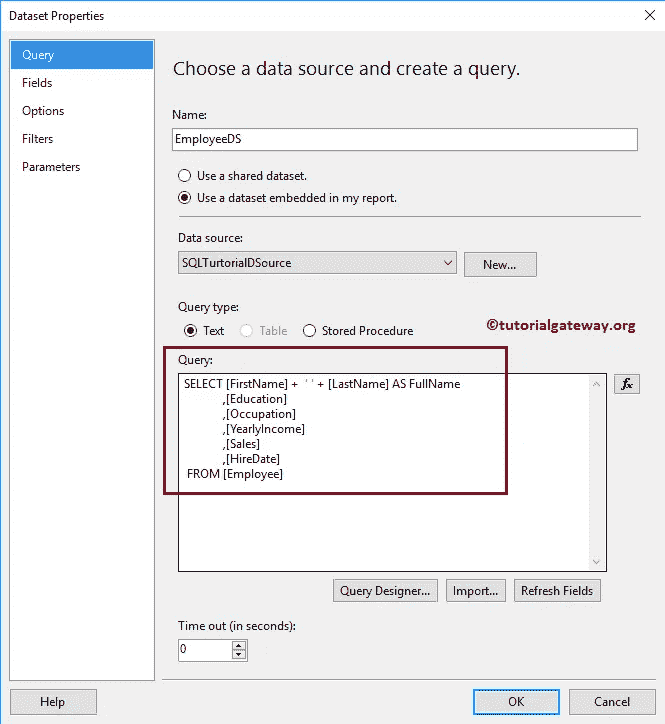 Dataset Properties
Query
Fields
Options
Filters
Parameters
Choose a data source and create a query.
Name:
EmployeeDS
Use a shared dataset.
Use a dataset embedded in my report.
Data source:
SQLTurtorialDSource
New...
Query type:
Text Table Stored Procedure
©tutorialgateway.org
Query:
SELECT [FirstName] + ' ' + [LastName] AS FullName
,[Education]
,[Occupation]
,[YearlyIncome]
,[Sales]
,[HireDate]
FROM [Employee]
fx
Query Designer... Import... Refresh Fields
Time out (in seconds):
0
Help OK Cancel